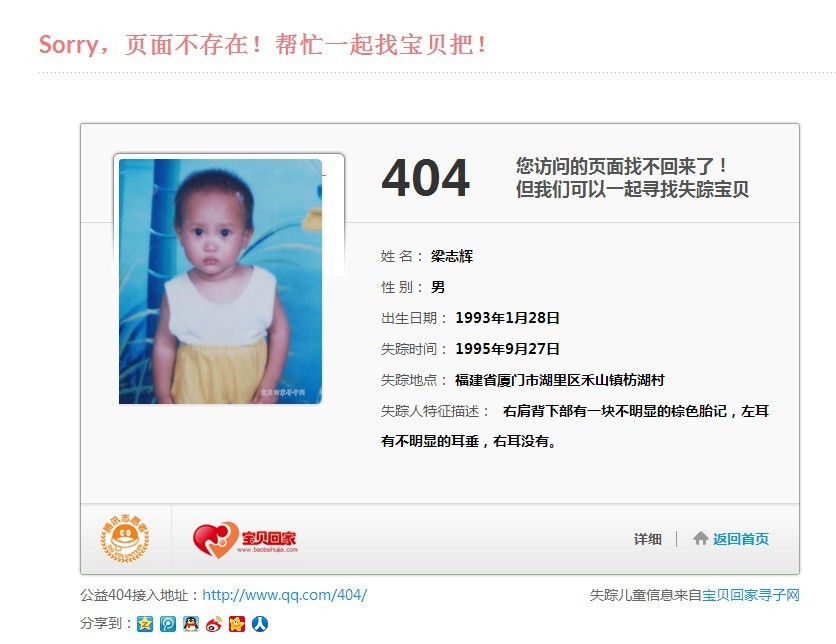 Sorry，页面不存在！帮忙一起找宝贝把！
404
您访问的页面找不回来了！
但我们可以一起寻找失踪宝贝
姓 名： 梁志辉
性 别： 男
出生日期： 1993年1月28日
失踪时间： 1995年9月27日
失踪地点： 福建省厦门市湖里区禾山镇枋湖村
失踪人特征描述： 右肩背下部有一块不明显的棕色胎记，左耳
有不明显的耳垂，右耳没有。
宝贝回家寻子网
腾讯志愿者
宝贝回家
www.baobeihuijia.com
详细
返回首页
公益404接入地址：http://www.qq.com/404/
失踪儿童信息来自宝贝回家寻子网
分享到：